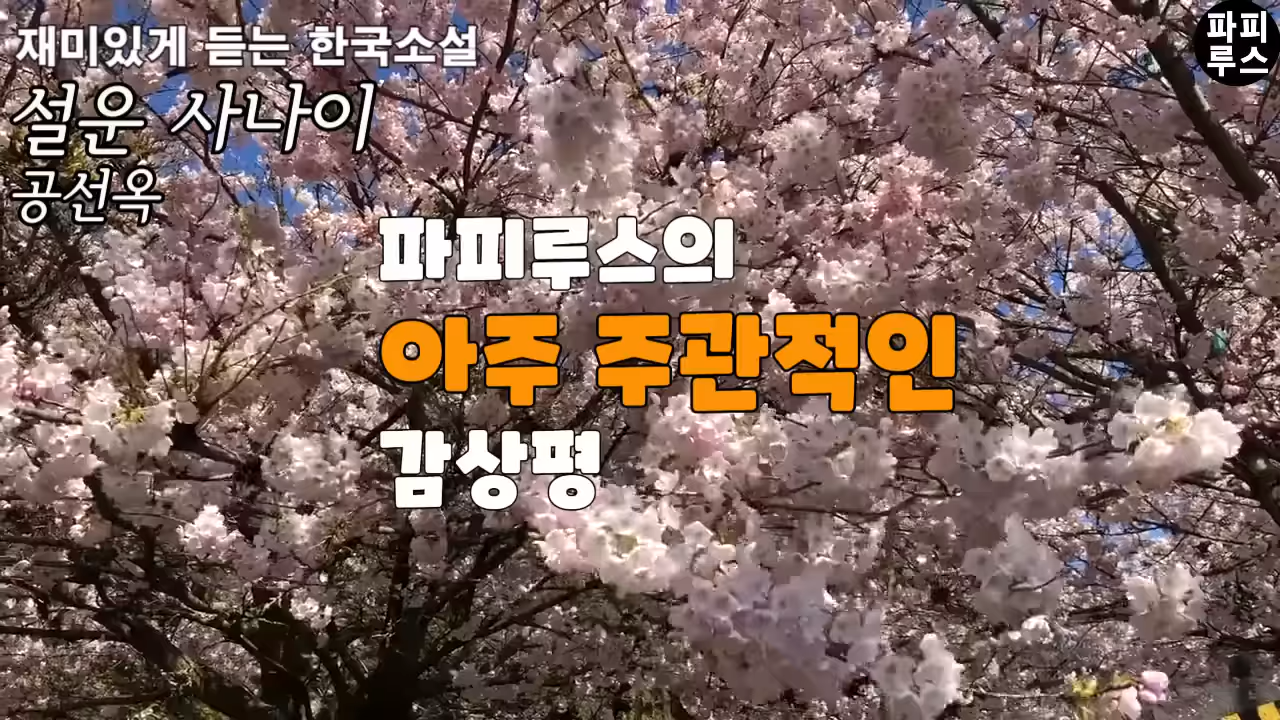 재미있게 듣는 한국소설
설운 사나이
공선옥
파피루스의
아주 주관적인
감상평
파피
루스